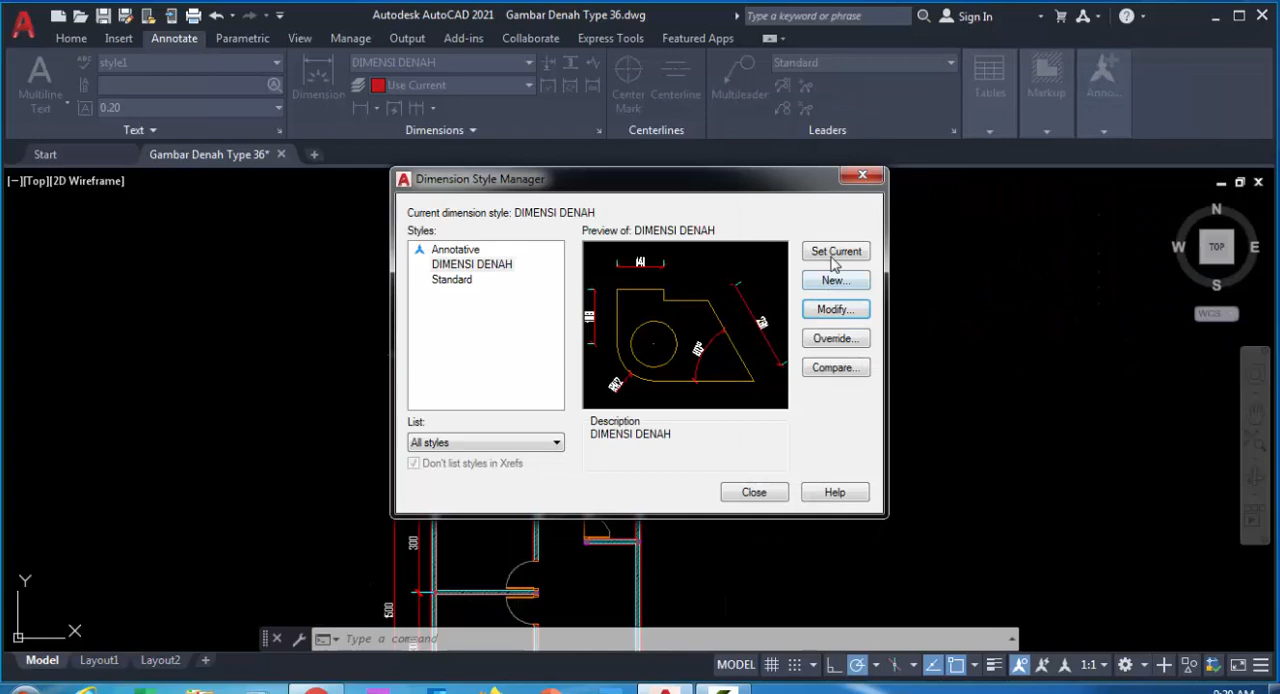 Autodesk AutoCAD 2021 Gambar Denah Type 36.dwg
Type a keyword or phrase
Sign In
Home Insert Annotate Parametric View Manage Output Add-ins Collaborate Express Tools Featured Apps
style1
DIMENSI DENAH
Standard
Use Current
Multiline
Text
Dimension
Center
Mark
Centerline
Multileader
Tables
Markup
Anno...
0.20
Text
Dimensions
Centerlines
Leaders
Start
Gambar Denah Type 36*
[-][Top][2D Wireframe]
Dimension Style Manager
Current dimension style: DIMENSI DENAH
Styles:
Annotative
DIMENSI DENAH
Standard
Preview of: DIMENSI DENAH
Set Current
New...
Modify...
Override...
Compare...
60°
List:
All styles
Don't list styles in Xrefs
Description
DIMENSI DENAH
Close
Help
N
W
TOP
E
S
WCS
300
1500
Y
X
Type a command
Model Layout1 Layout2
MODEL
1:1